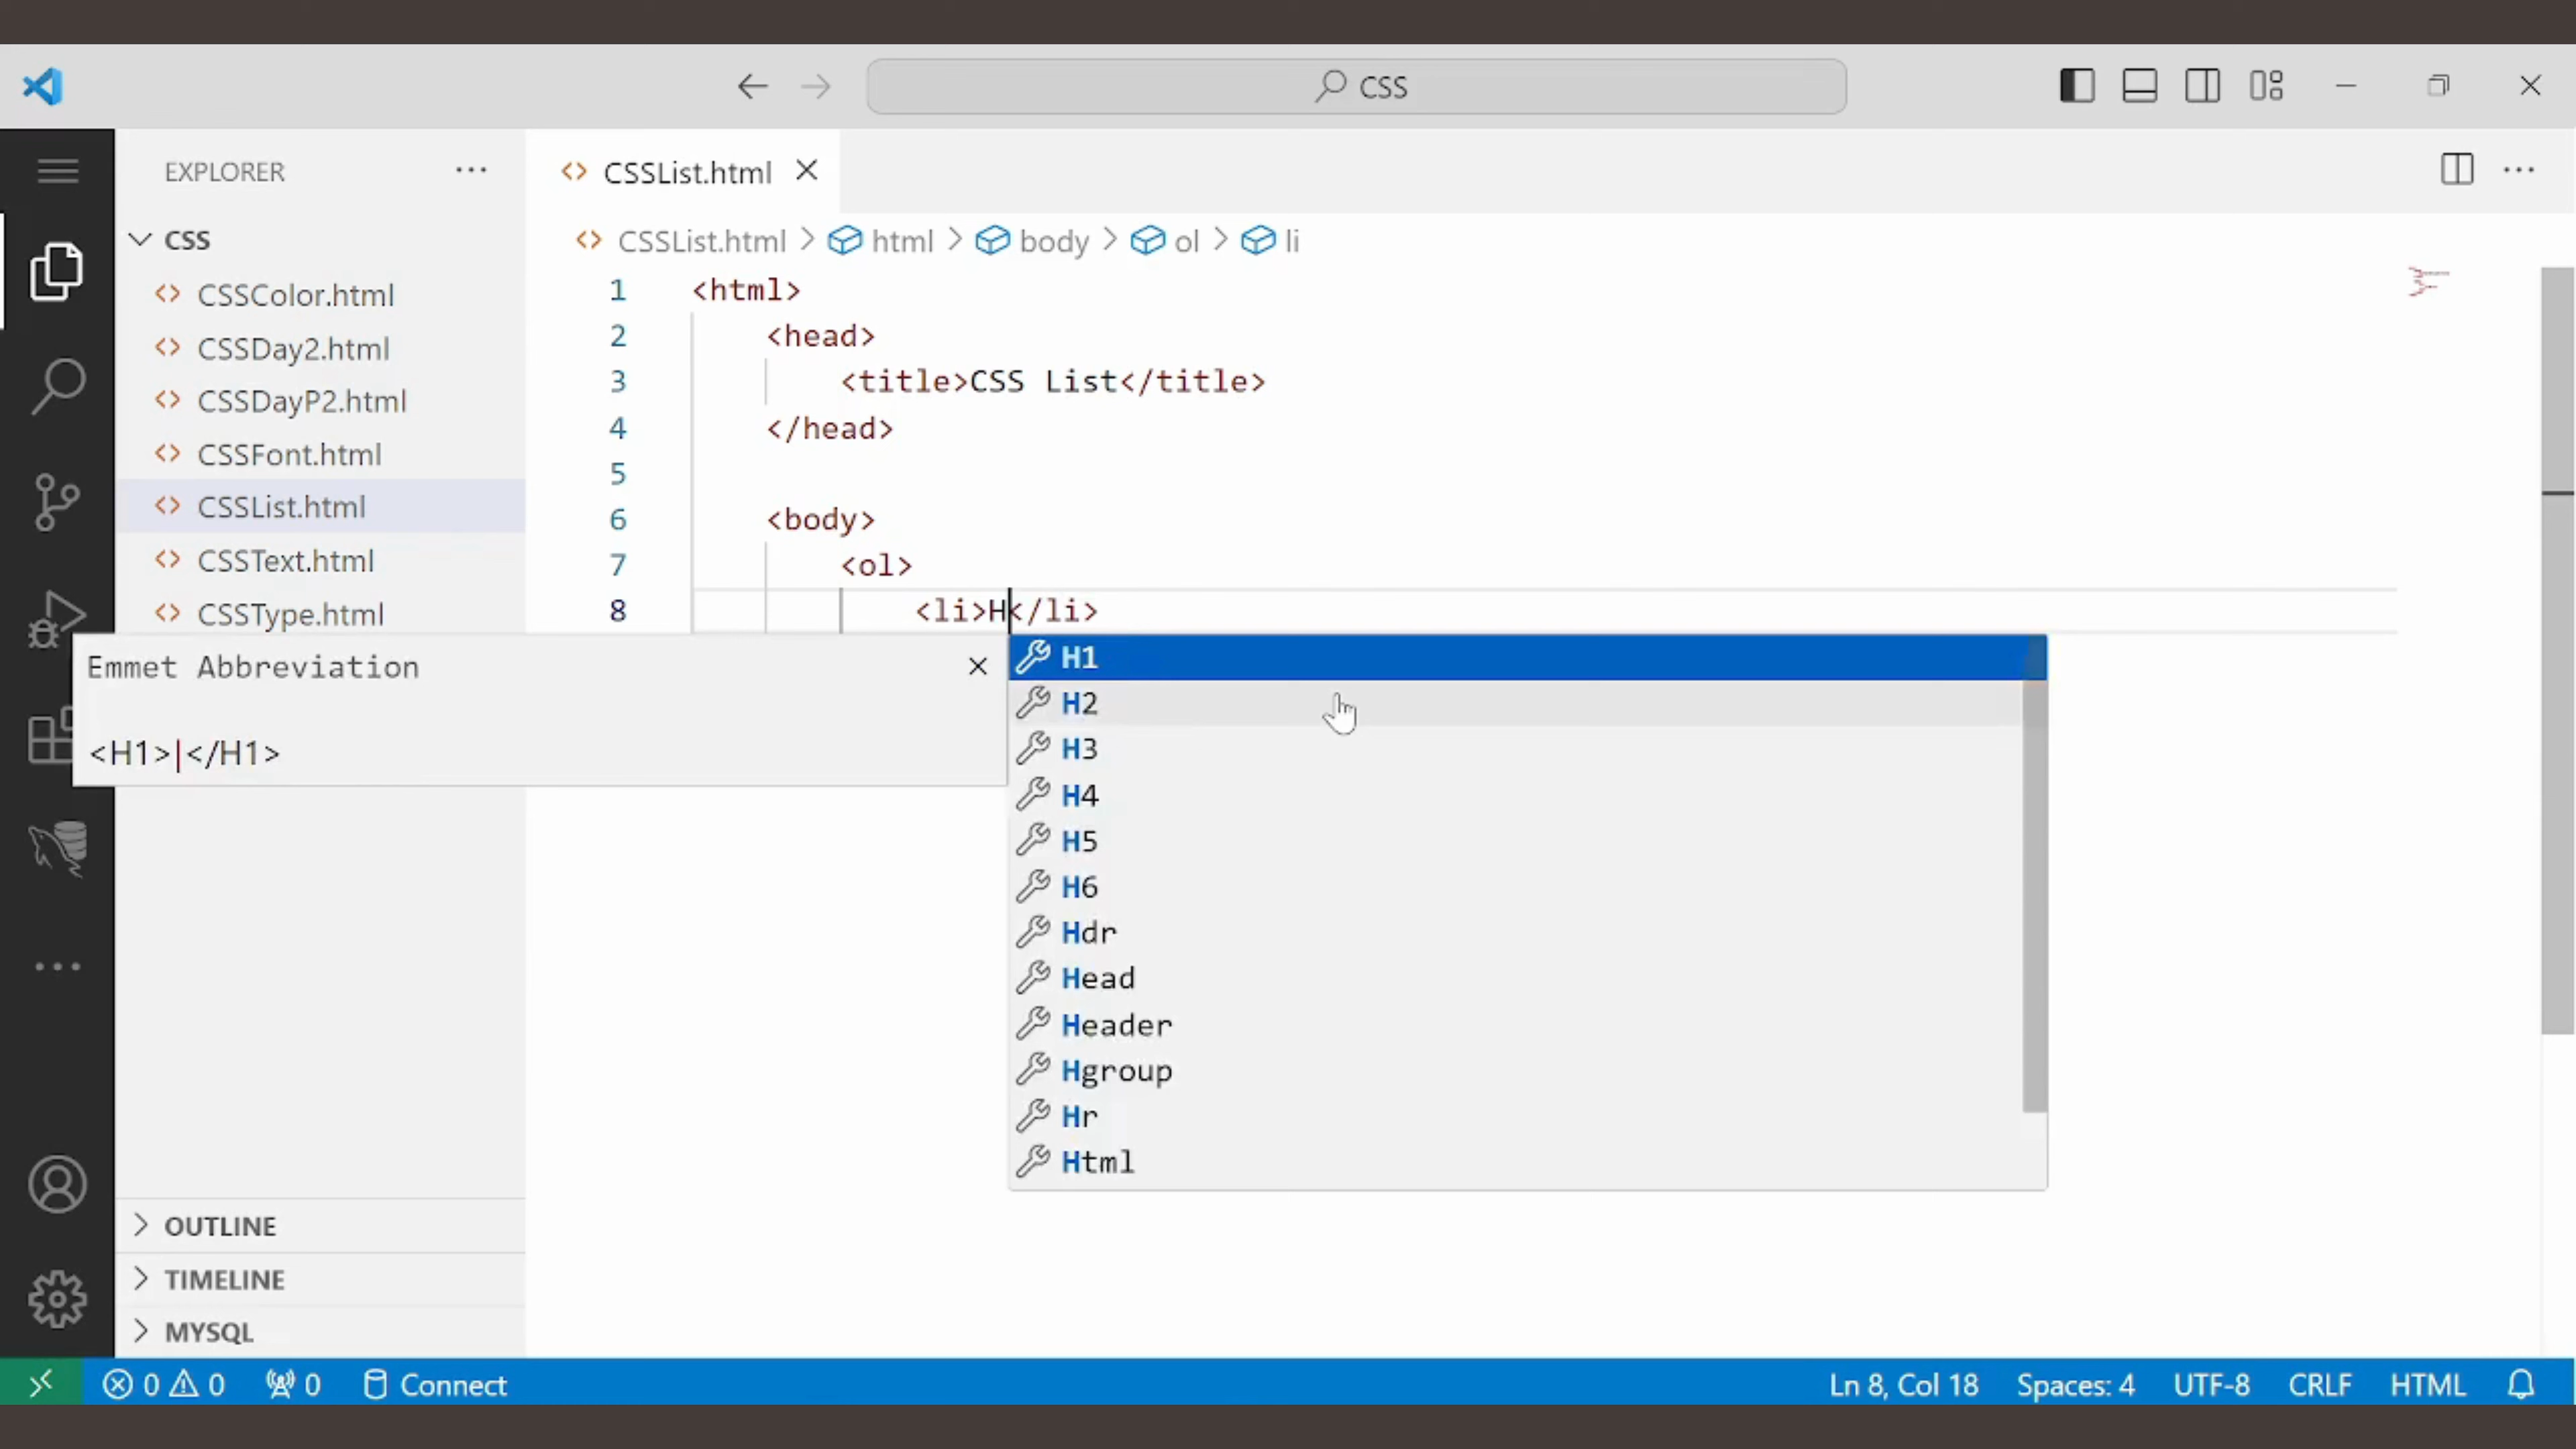 CSS
EXPLORER
CSS
CSSColor.html
CSSDay2.html
CSSDayP2.html
CSSFont.html
CSSList.html
CSSText.html
CSSType.html
OUTLINE
TIMELINE
MYSQL
CSSList.html
CSSList.html > html > body > ol > li
1 <html>
2 <head>
3 <title>CSS List</title>
4 </head>
5
6 <body>
7 <ol>
8 <li>H</li>
Emmet Abbreviation
<H1>|</H1>
H1
H2
H3
H4
H5
H6
Hdr
Head
Header
Hgroup
Hr
Html
0 0 0 Connect Ln 8, Col 18 Spaces: 4 UTF-8 CRLF HTML